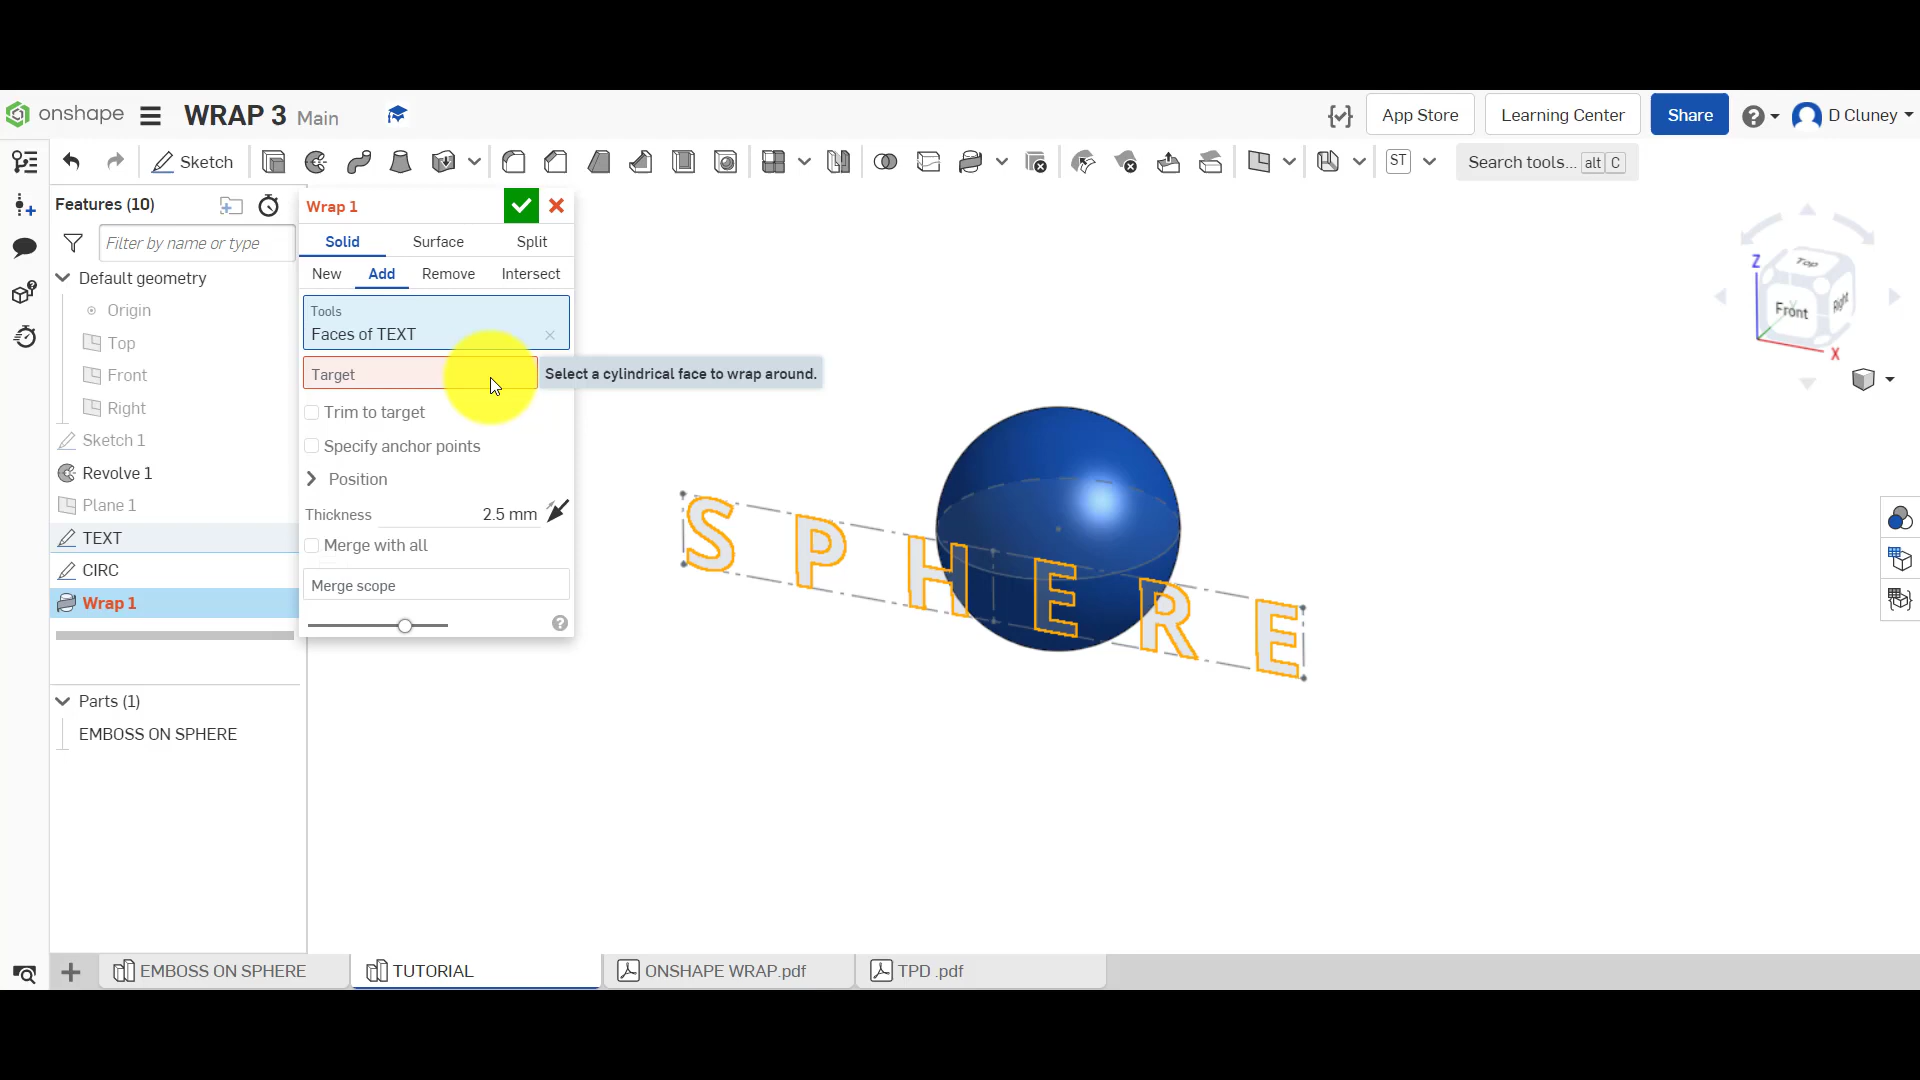 onshape
WRAP 3 Main
App Store
Learning Center
Share
D Cluney
Sketch
ST
Search tools... alt C
Features (10)
Filter by name or type
Default geometry
Origin
Top
Front
Right
Sketch 1
Revolve 1
Plane 1
TEXT
CIRC
Wrap 1
Parts (1)
EMBOSS ON SPHERE
Wrap 1
Solid Surface Split
New Add Remove Intersect
Tools
Faces of TEXT
Target
Select a cylindrical face to wrap around.
Trim to target
Specify anchor points
Position
Thickness 2.5 mm
Merge with all
Merge scope
SPHERE
Z
Top
Front
Right
Y
X
EMBOSS ON SPHERE
TUTORIAL
ONSHAPE WRAP.pdf
TPD .pdf